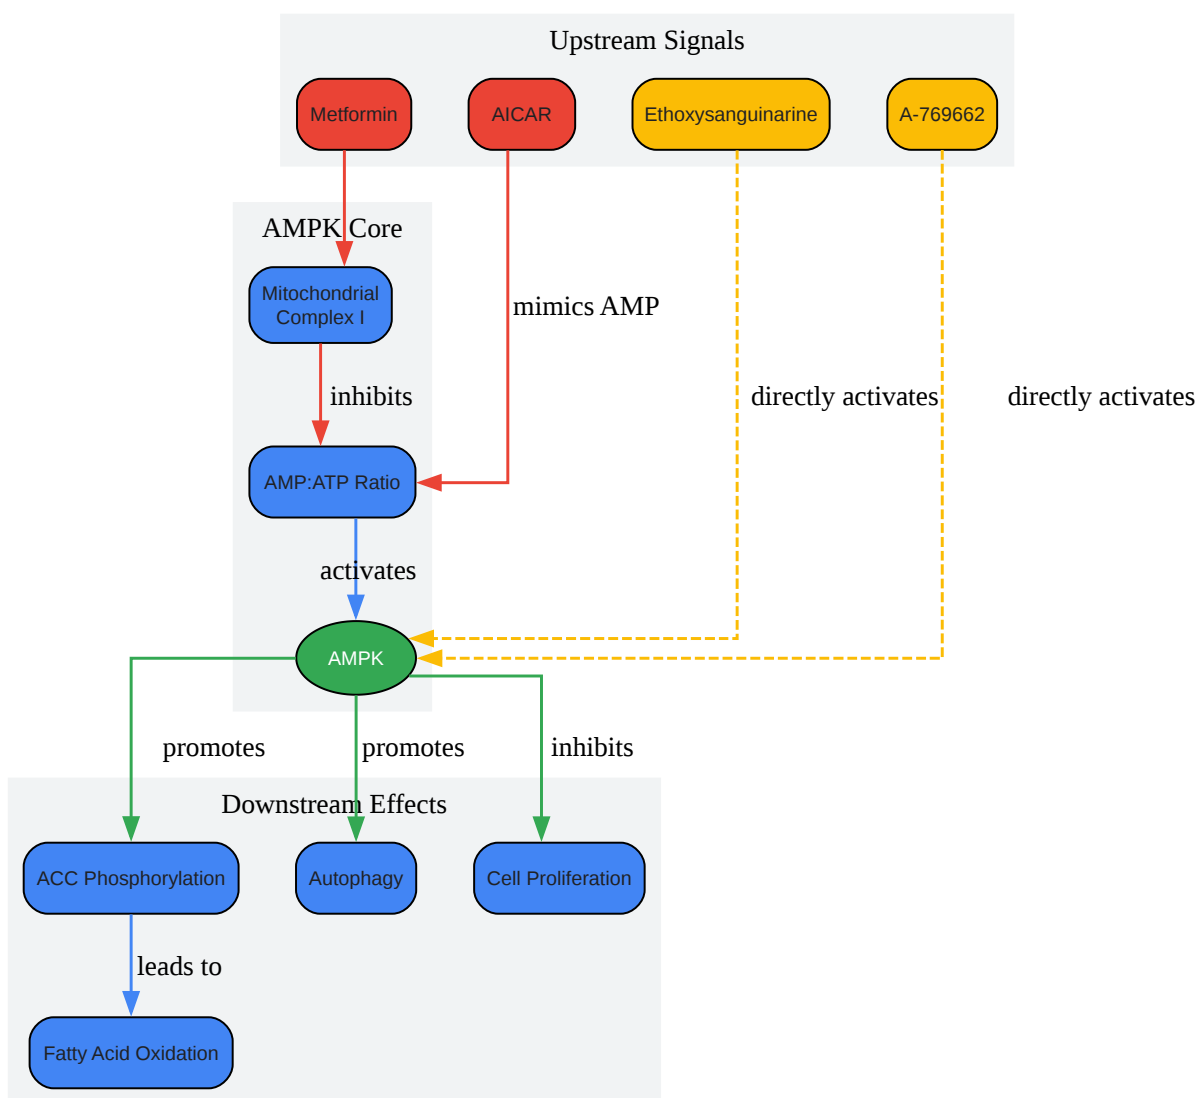 Upstream Signals
Metformin
AICAR
Ethoxysanguinarine
A-769662
AMPK Core
Mitochondrial
Complex I
mimics AMP
inhibits
directly activates
directly activates
AMP:ATP Ratio
activates
AMPK
promotes
promotes
inhibits
Downstream Effects
ACC Phosphorylation
Autophagy
Cell Proliferation
leads to
Fatty Acid Oxidation